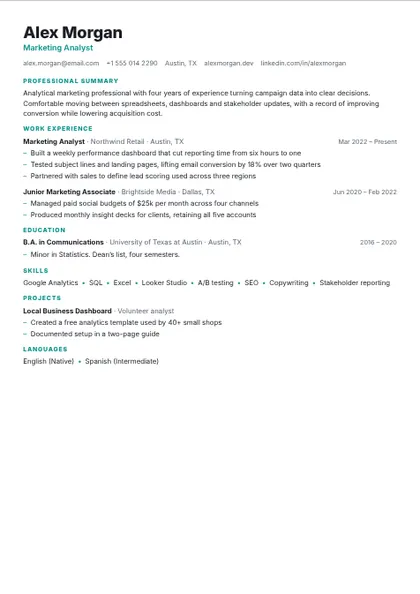 Alex Morgan
Marketing Analyst
alex.morgan@email.com +1 555 014 2290 Austin, TX alexmorgan.dev linkedin.com/in/alexmorgan
PROFESSIONAL SUMMARY
Analytical marketing professional with four years of experience turning campaign data into clear decisions.
Comfortable moving between spreadsheets, dashboards and stakeholder updates, with a record of improving
conversion while lowering acquisition cost.
WORK EXPERIENCE
Marketing Analyst · Northwind Retail · Austin, TX Mar 2022 – Present
– Built a weekly performance dashboard that cut reporting time from six hours to one
– Tested subject lines and landing pages, lifting email conversion by 18% over two quarters
– Partnered with sales to define lead scoring used across three regions
Junior Marketing Associate · Brightside Media · Dallas, TX Jun 2020 – Feb 2022
– Managed paid social budgets of $25k per month across four channels
– Produced monthly insight decks for clients, retaining all five accounts
EDUCATION
B.A. in Communications · University of Texas at Austin · Austin, TX 2016 – 2020
– Minor in Statistics. Dean's list, four semesters.
SKILLS
Google Analytics • SQL • Excel • Looker Studio • A/B testing • SEO • Copywriting • Stakeholder reporting
PROJECTS
Local Business Dashboard · Volunteer analyst
– Created a free analytics template used by 40+ small shops
– Documented setup in a two-page guide
LANGUAGES
English (Native) • Spanish (Intermediate)